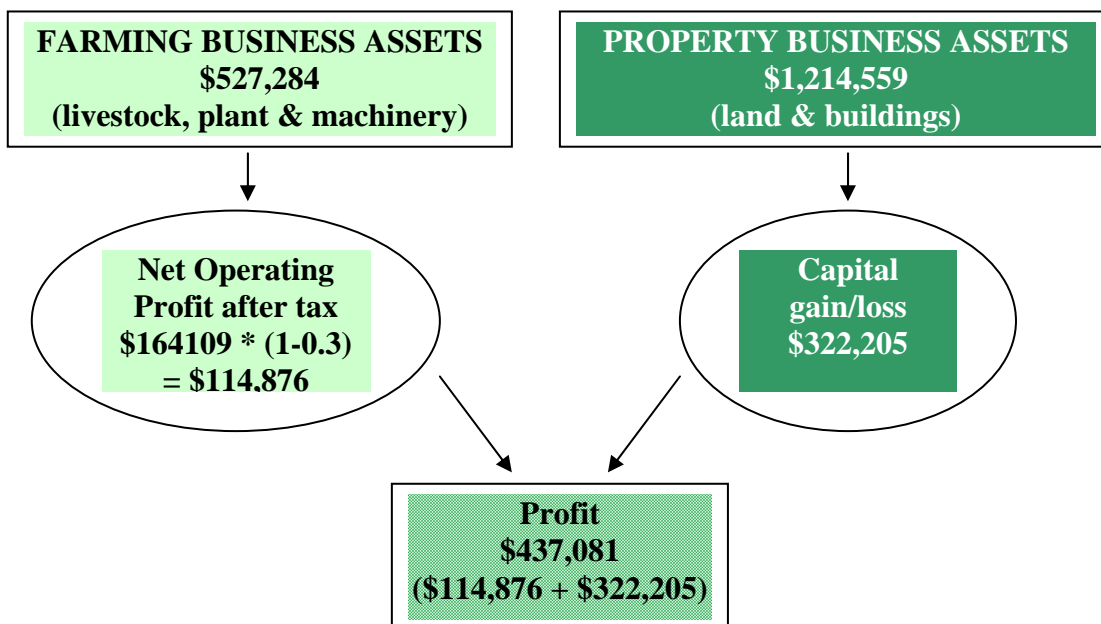 FARMING BUSINESS ASSETS
$527,284
(livestock, plant & machinery)
PROPERTY BUSINESS ASSETS
$1,214,559
(land & buildings)
Net Operating
Profit after tax
$164109 * (1-0.3)
= $114,876
Capital
gain/loss
$322,205
Profit
$437,081
($114,876 + $322,205)